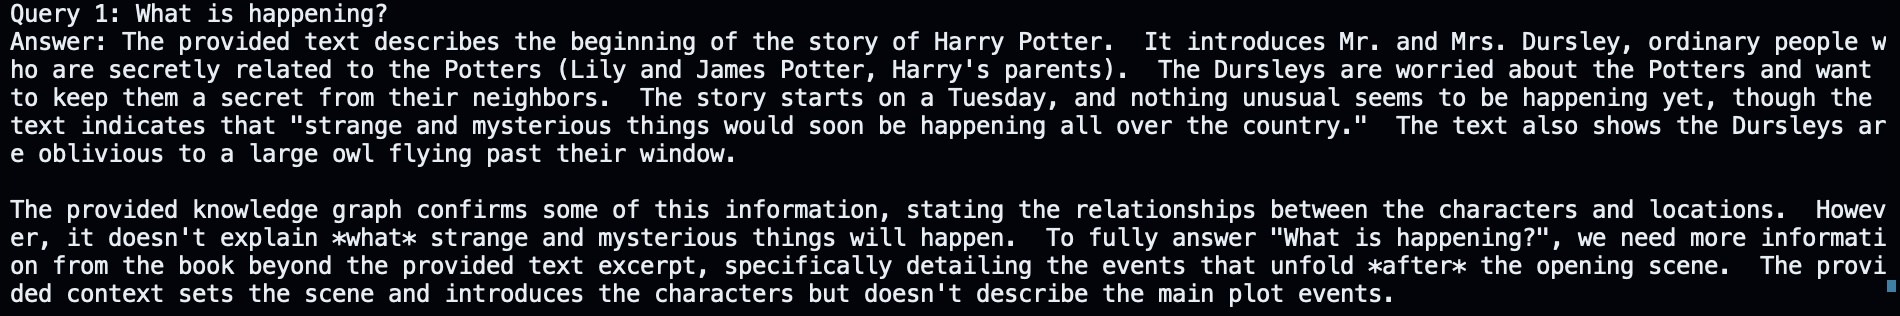 Query 1: What is happening?
Answer: The provided text describes the beginning of the story of Harry Potter.  It introduces Mr. and Mrs. Dursley, ordinary people w
ho are secretly related to the Potters (Lily and James Potter, Harry's parents).  The Dursleys are worried about the Potters and want
to keep them a secret from their neighbors.  The story starts on a Tuesday, and nothing unusual seems to be happening yet, though the
text indicates that "strange and mysterious things would soon be happening all over the country."  The text also shows the Dursleys ar
e oblivious to a large owl flying past their window.

The provided knowledge graph confirms some of this information, stating the relationships between the characters and locations.  Howev
er, it doesn't explain *what* strange and mysterious things will happen.  To fully answer "What is happening?", we need more informati
on from the book beyond the provided text excerpt, specifically detailing the events that unfold *after* the opening scene.  The provi
ded context sets the scene and introduces the characters but doesn't describe the main plot events.